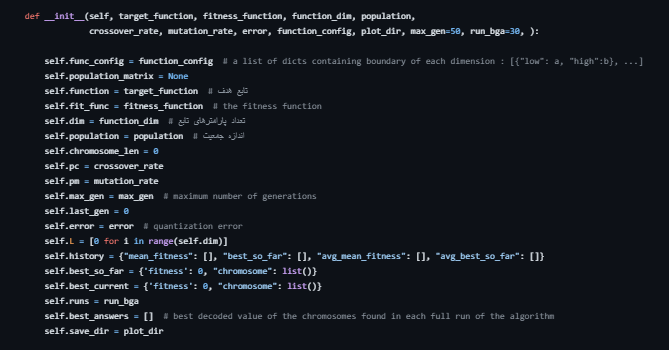 def __init__(self, target_function, fitness_function, function_dim, population,
crossover_rate, mutation_rate, error, function_config, plot_dir, max_gen=50, run_bga=30, ):
self.func_config = function_config  # a list of dicts containing boundary of each dimension : [{"low": a, "high":b}, ...]
self.population_matrix = None
self.function = target_function  # تابع هدف
self.fit_func = fitness_function  # the fitness function
self.dim = function_dim  # تعداد پارامترهای تابع
self.population = population  # اندازه جمعیت
self.chromosome_len = 0
self.pc = crossover_rate
self.pm = mutation_rate
self.max_gen = max_gen  # maximum number of generations
self.last_gen = 0
self.error = error  # quantization error
self.L = [0 for i in range(self.dim)]
self.history = {"mean_fitness": [], "best_so_far": [], "avg_mean_fitness": [], "avg_best_so_far": []}
self.best_so_far = {'fitness': 0, "chromosome": list()}
self.best_current = {'fitness': 0, "chromosome": list()}
self.runs = run_bga
self.best_answers = []  # best decoded value of the chromosomes found in each full run of the algorithm
self.save_dir = plot_dir